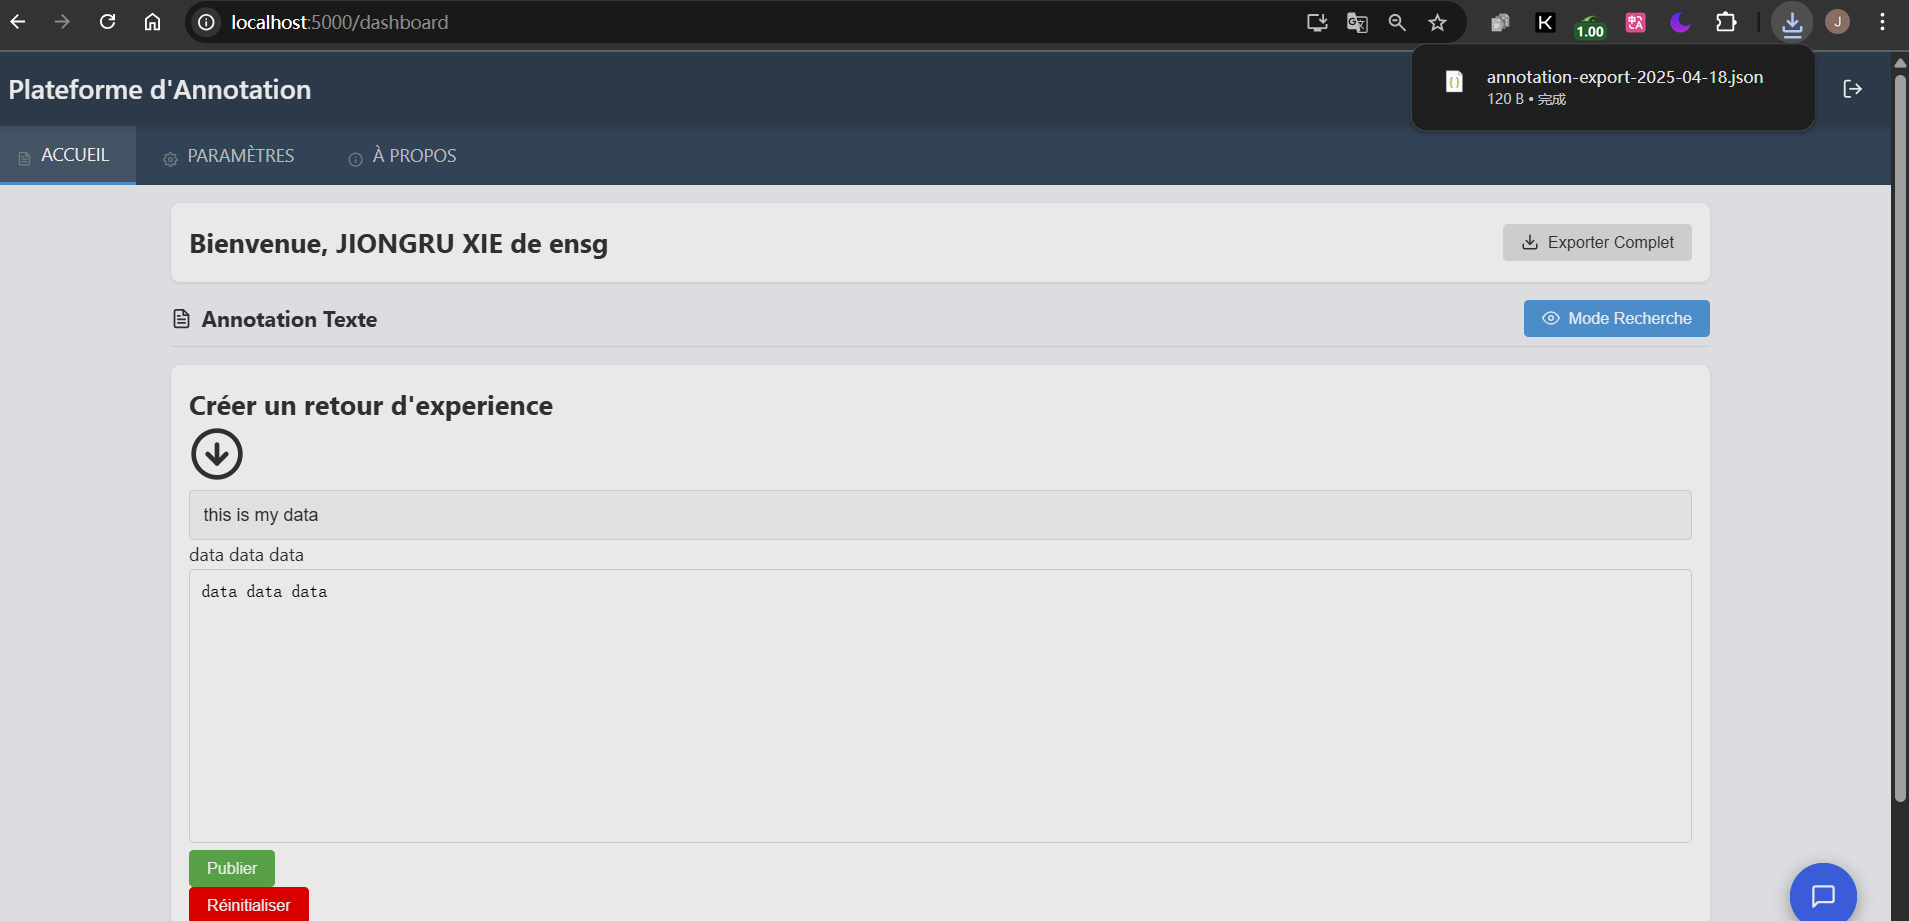 localhost:5000/dashboard
1.00
J
annotation-export-2025-04-18.json
120 B • 完成
Plateforme d'Annotation
ACCUEIL
PARAMÈTRES
À PROPOS
Bienvenue, JIONGRU XIE de ensg
Exporter Complet
Annotation Texte
Mode Recherche
Créer un retour d'experience
this is my data
data data data
data data data
Publier
Réinitialiser